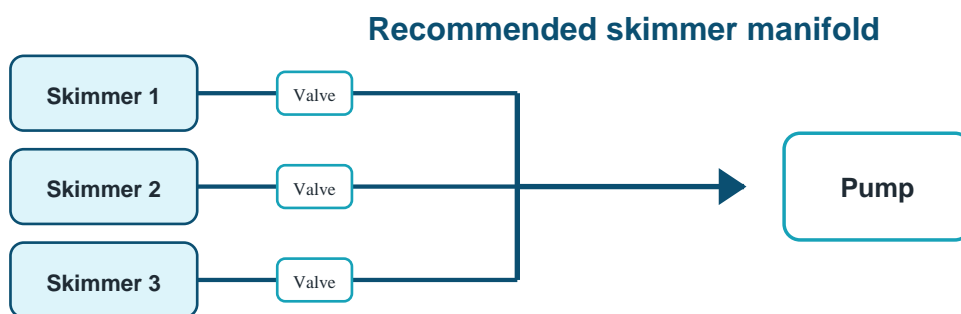 Recommended skimmer manifold
Skimmer 1
Valve
Skimmer 2
Valve
Pump
Skimmer 3
Valve